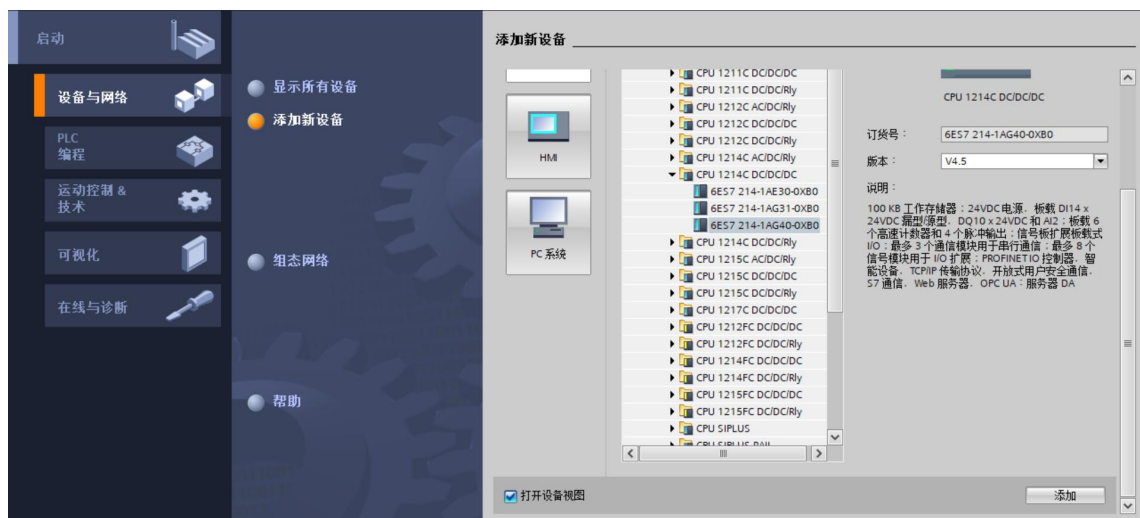 启动
设备与网络
PLC
编程
运动控制 &
技术
可视化
在线与诊断
显示所有设备
添加新设备
组态网络
帮助
添加新设备
HMI
PC 系统
CPU 1211C DC/DC/DC
CPU 1211C DC/DC/Rly
CPU 1212C AC/DC/Rly
CPU 1212C DC/DC/DC
CPU 1212C DC/DC/Rly
CPU 1214C AC/DC/Rly
CPU 1214C DC/DC/DC
6ES7 214-1AE30-0XB0
6ES7 214-1AG31-0XB0
6ES7 214-1AG40-0XB0
CPU 1214C DC/DC/Rly
CPU 1215C AC/DC/Rly
CPU 1215C DC/DC/DC
CPU 1215C DC/DC/Rly
CPU 1217C DC/DC/DC
CPU 1212FC DC/DC/DC
CPU 1212FC DC/DC/Rly
CPU 1214FC DC/DC/DC
CPU 1214FC DC/DC/Rly
CPU 1215FC DC/DC/DC
CPU 1215FC DC/DC/Rly
CPU SIPLUS
CPU SIPLUS RAIL
CPU 1214C DC/DC/DC
订货号：
6ES7 214-1AG40-0XB0
版本：
V4.5
说明：
100 KB 工作存储器；24VDC 电源，板载 DI14 x
24VDC 漏型/源型，DQ10 x 24VDC 和 AI2；板载 6
个高速计数器和 4 个脉冲输出；信号板扩展板载式
I/O；最多 3 个通信模块用于串行通信；最多 8 个
信号模块用于 I/O 扩展；PROFINET IO 控制器，智
能设备，TCP/IP 传输协议，开放式用户安全通信，
S7 通信，Web 服务器，OPC UA：服务器 DA
打开设备视图
添加